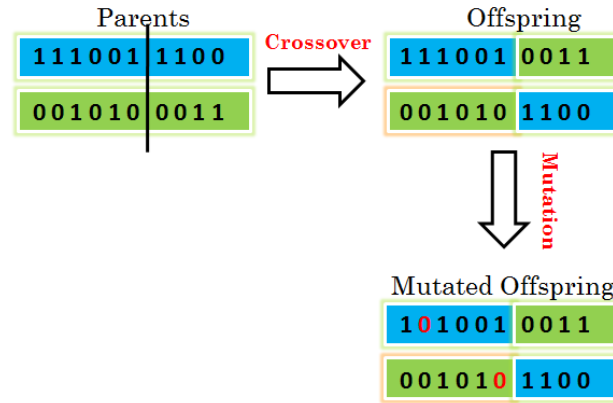 Parents
111001 1100
001010 0011
Crossover
Offspring
111001 0011
001010 1100
Mutation
Mutated Offspring
101001 0011
001010 1100